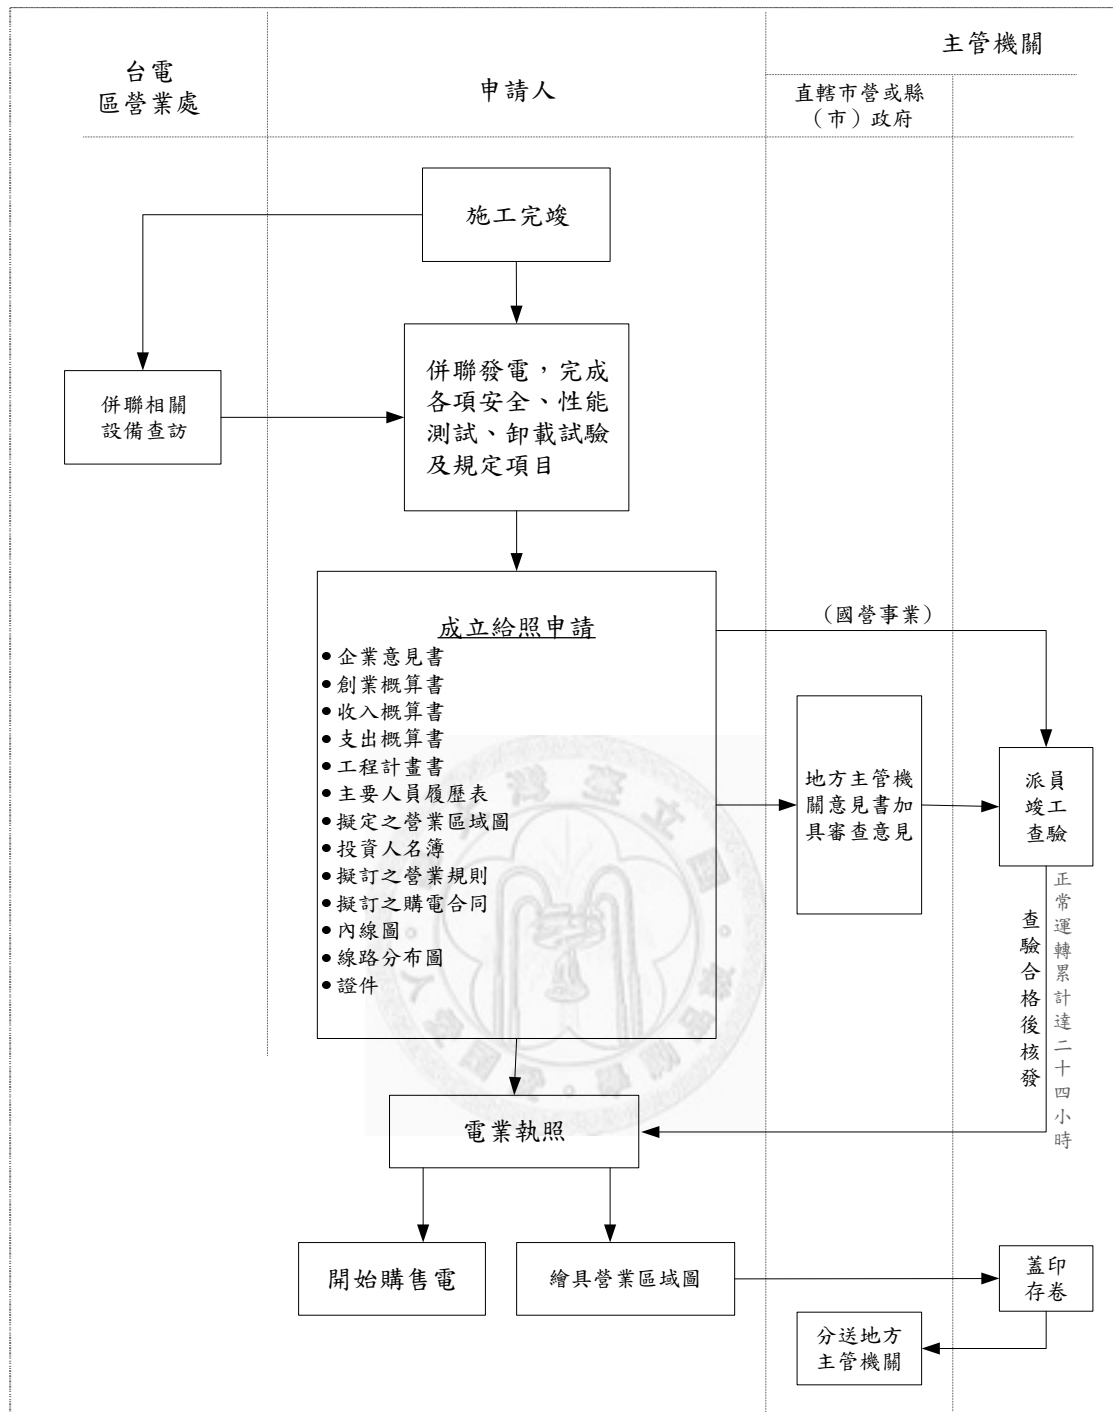 主管機關
台電
區營業處
申請人
直轄市營或縣
（市）政府
施工完竣
併聯發電，完成
各項安全、性能
測試、卸載試驗
及規定項目
併聯相關
設備查訪
成立給照申請
●企業意見書
●創業概算書
●收入概算書
●支出概算書
●工程計畫書
●主要人員履歷表
●擬定之營業區域圖
●投資人名簿
●擬訂之營業規則
●擬訂之購電合同
●內線圖
●線路分布圖
●證件
（國營事業）
地方主管機
關意見書加
具審查意見
派員
竣工
查驗
正常運轉累計達二十四小時
查驗合格後核發
電業執照
開始購售電
繪具營業區域圖
蓋印
存卷
分送地方
主管機關